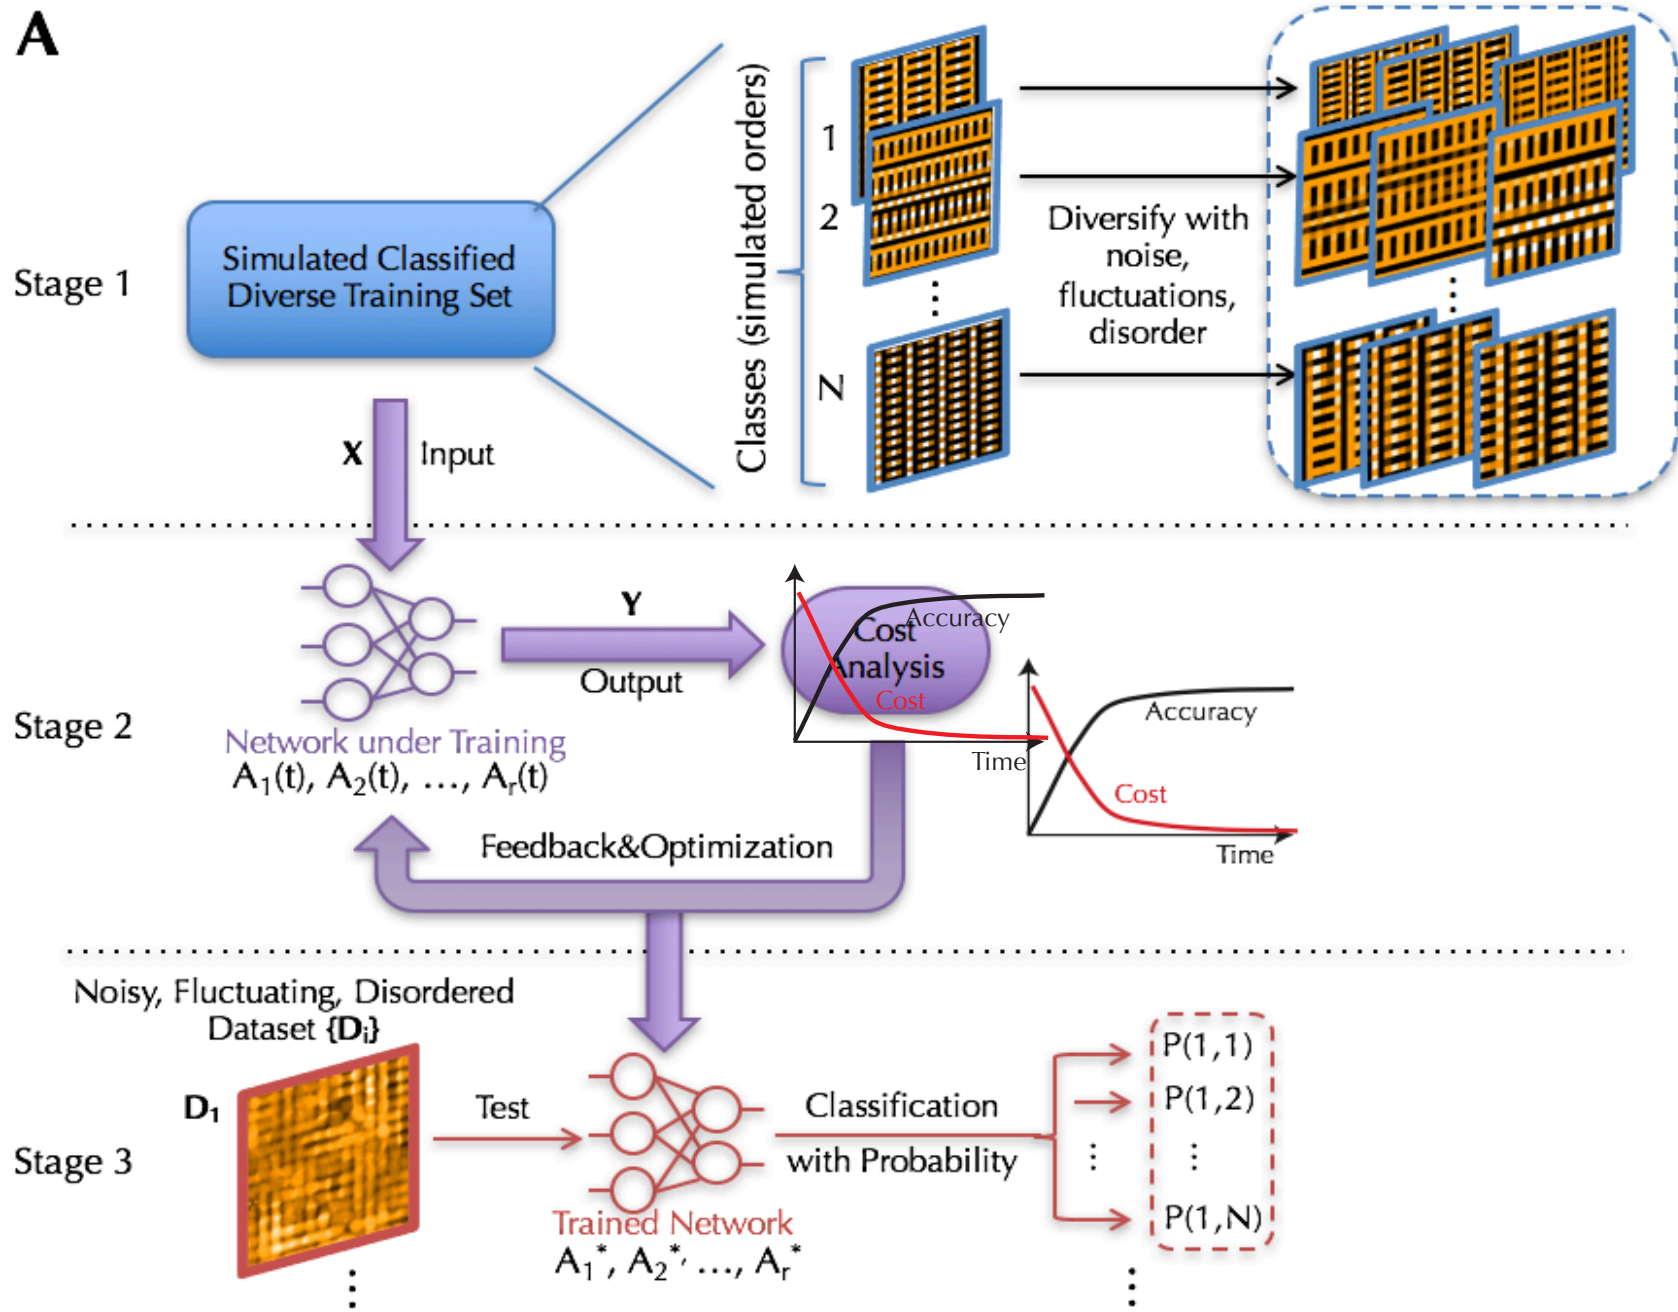 A
Stage 1
Simulated Classified
Diverse Training Set
Classes (simulated orders)
1
2
⋮
N
Diversify with
noise,
fluctuations,
disorder
⋮
X
Input
Stage 2
Network under Training
A₁(t), A₂(t), ..., Aᵣ(t)
Y
Output
Cost
Analysis
Accuracy
Cost
Time
Accuracy
Cost
Time
Feedback&Optimization
Stage 3
Noisy, Fluctuating, Disordered
Dataset {Dᵢ}
D₁
⋮
Test
Trained Network
A₁*, A₂*, ..., Aᵣ*
Classification
with Probability
⋮
P(1,1)
P(1,2)
⋮
P(1,N)
⋮